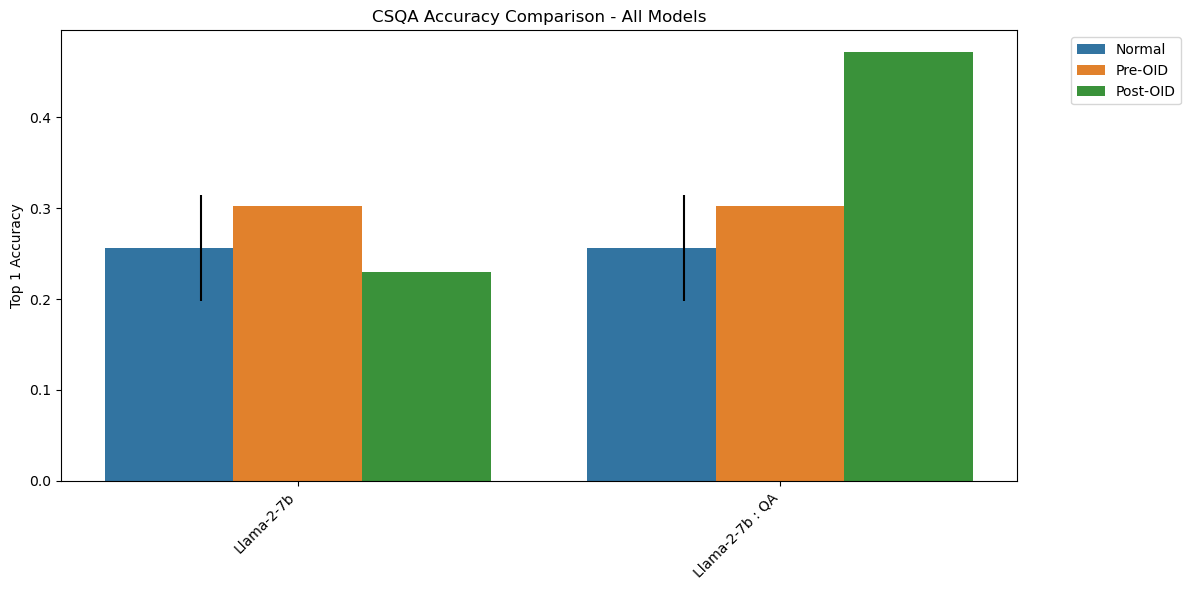 CSQA Accuracy Comparison - All Models
Normal
Pre-OID
Post-OID
Top 1 Accuracy
0.4
0.3
0.2
0.1
0.0
Llama-2-7b
Llama-2-7b : QA